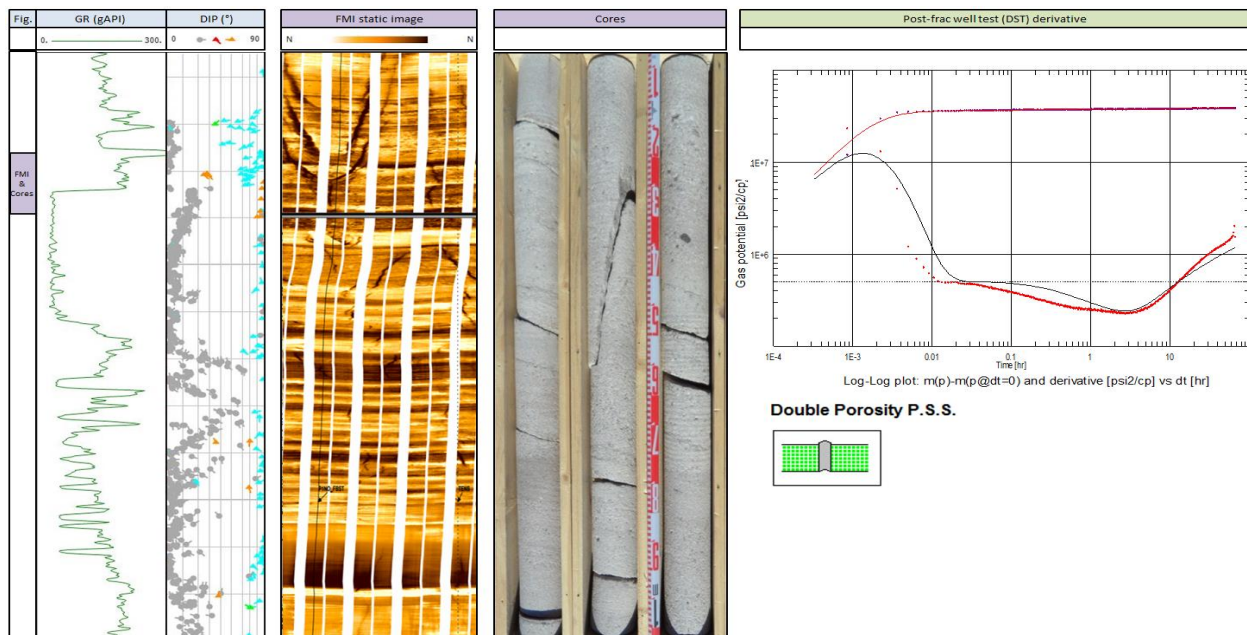 Fig.
GR (gAPI)
DIP (°)
FMI static image
Cores
Post-frac well test (DST) derivative
0. 300.
0 90
N N
FMI
&
Cores
1E+7
1E+6
Gas potential [psi2/cp]
1E-4 1E-3 0.01 0.1 1 10
Time [hr]
Log-Log plot: m(p)-m(p@dt=0) and derivative [psi2/cp] vs dt [hr]
Double Porosity P.S.S.